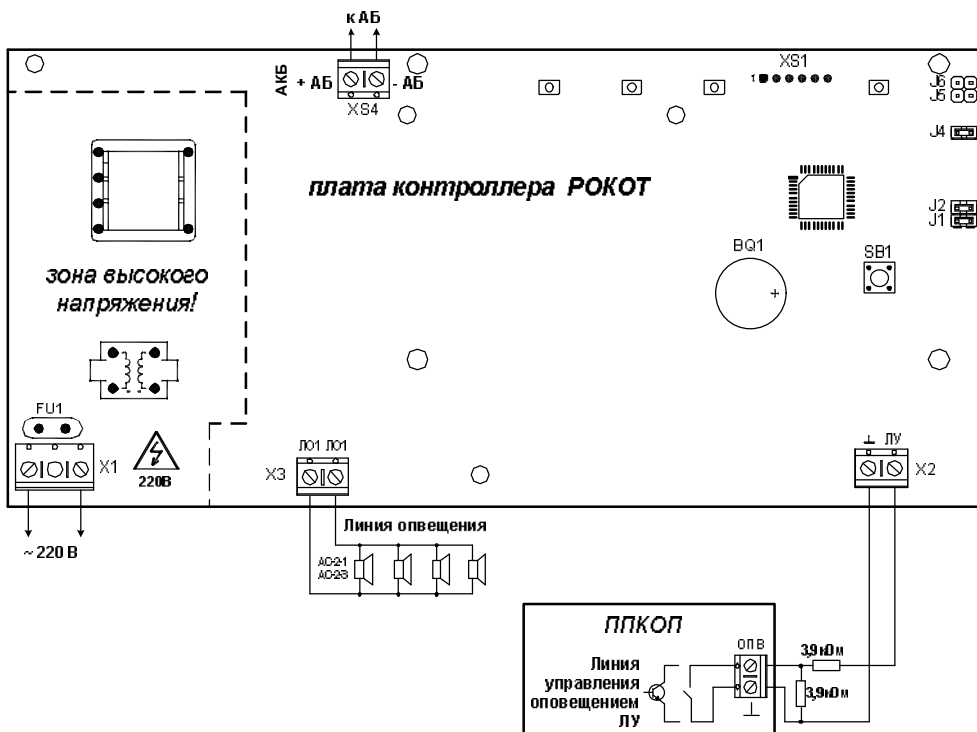 к АБ
АКБ
+ АБ
- АБ
XS4
XS1
1
J6
J5
J4
плата контроллера РОКОТ
J2
J1
BQ1
SB1
зона высокого
напряжения!
FU1
X1
220В
~ 220 В
ЛО1 ЛО1
X3
⊥ ЛУ
X2
Линия опвещения
АС-2-1
АС-2-3
ППКОП
ОПВ
3,9 кОм
Линия
управления
оповещением
ЛУ
3,9кОм
⊥